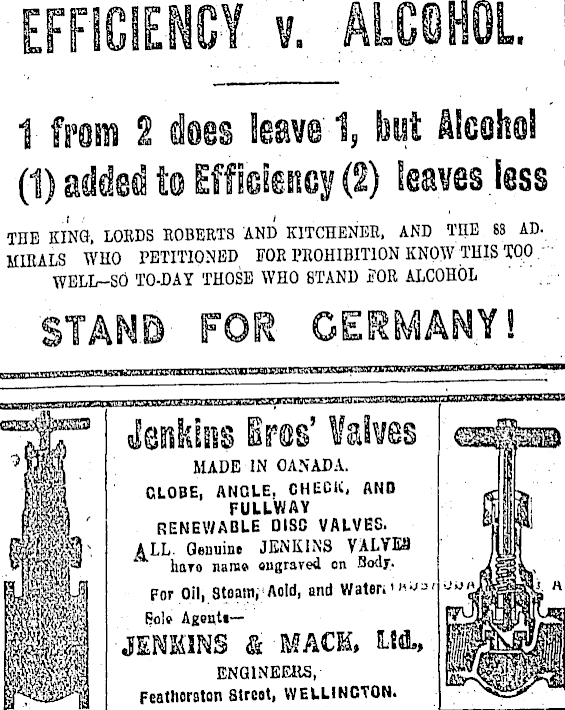 EFFICIENCY v. ALCOHOL.
1 from 2 does leave 1, but Alcohol
(1) added to Efficiency (2) leaves less
THE KING, LORDS ROBERTS AND KITCHENER, AND THE 88 AD-
MIRALS WHO PETITIONED FOR PROHIBITION KNOW THIS TOO
WELL—SO TO-DAY THOSE WHO STAND FOR ALCOHOL
STAND FOR GERMANY!
Jenkins Bros' Valves
MADE IN CANADA.
GLOBE, ANGLE, CHECK, AND
FULLWAY
RENEWABLE DISC VALVES.
ALL Genuine JENKINS VALVES
have name engraved on Body.
For Oil, Steam, Acid, and Water.
Sole Agents—
JENKINS & MACK, Ltd.,
ENGINEERS,
Featherston Street, WELLINGTON.